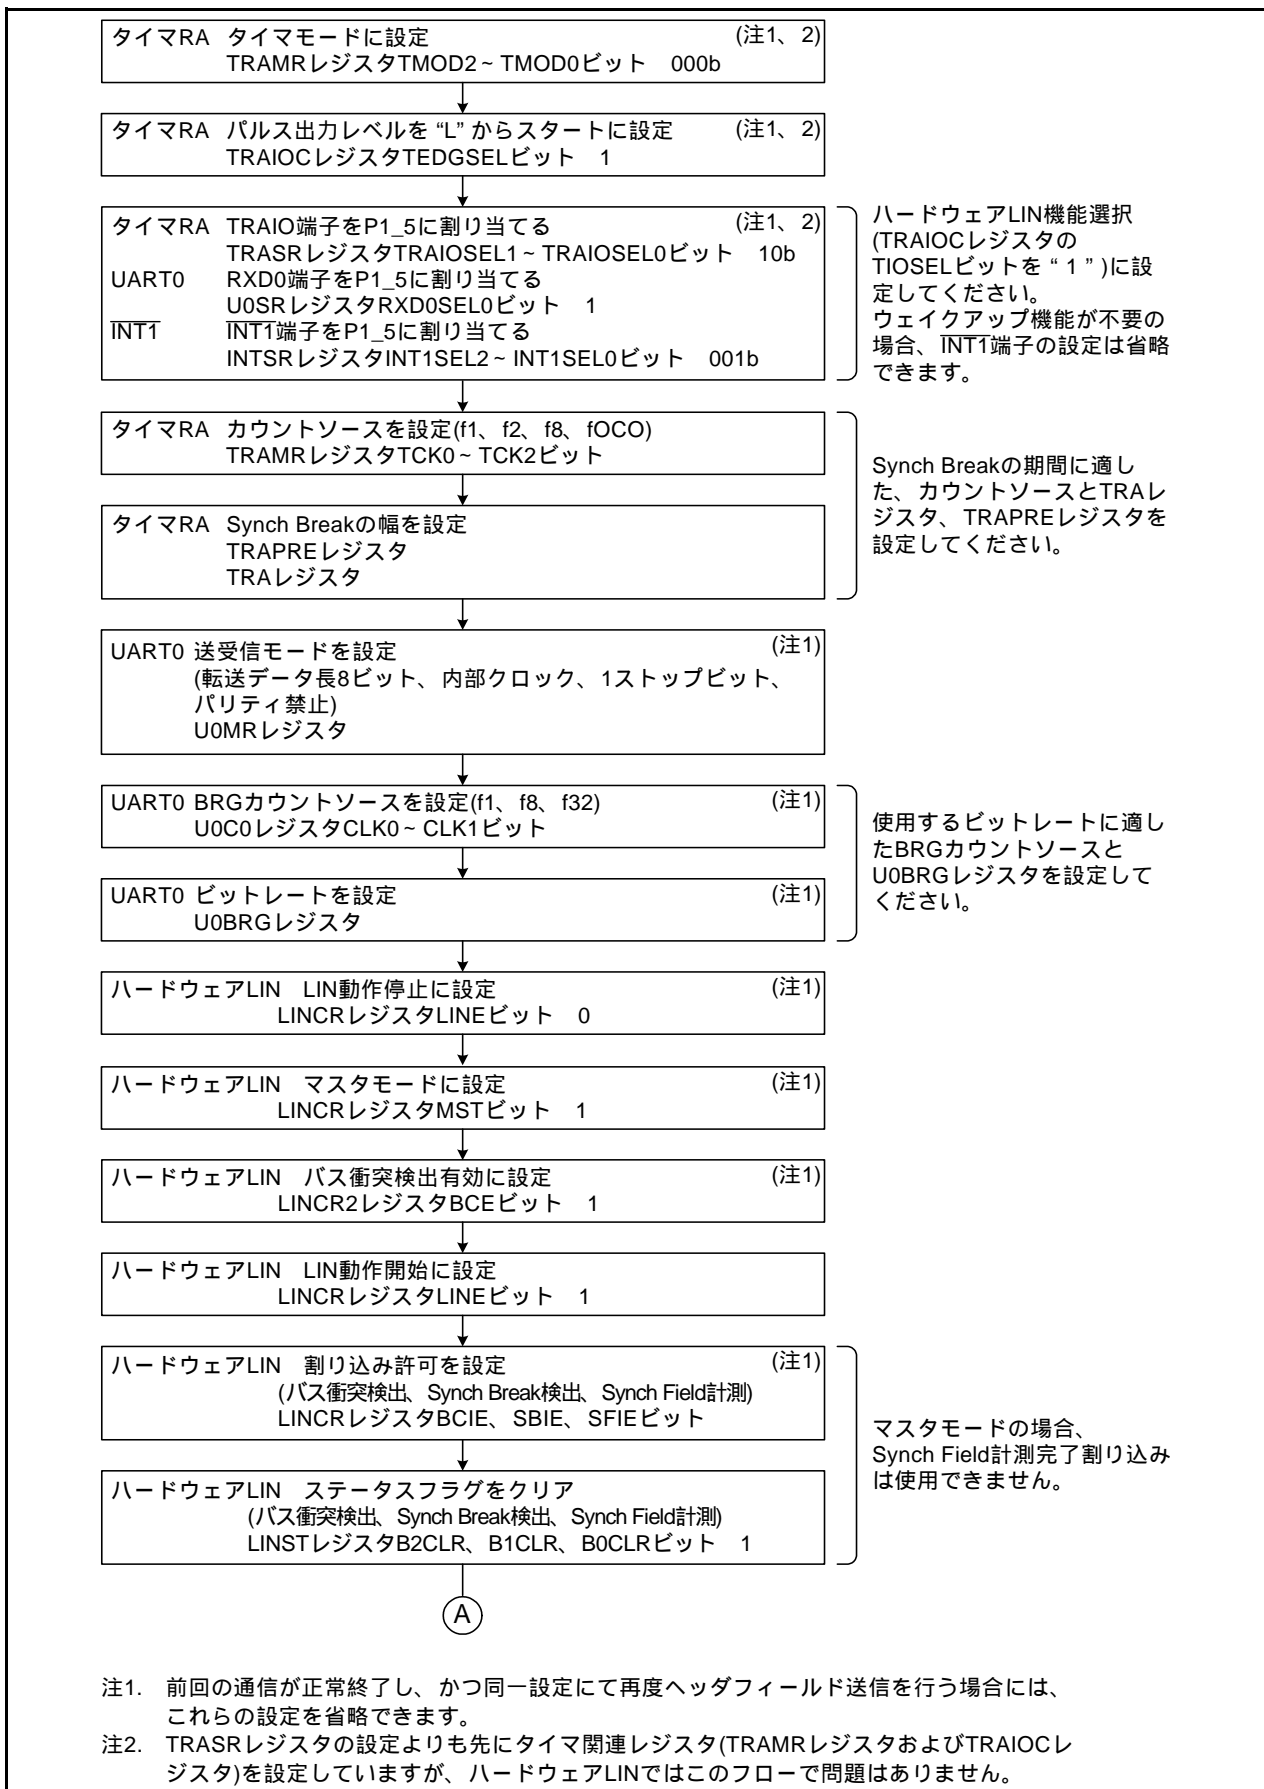 タイマRA タイマモードに設定 (注1、2)
TRAMRレジスタTMOD2~TMOD0ビット 000b
タイマRA パルス出力レベルを “L” からスタートに設定 (注1、2)
TRAIOCレジスタTEDGSELビット 1
タイマRA TRAIO端子をP1_5に割り当てる (注1、2)
TRASRレジスタTRAIOSEL1~TRAIOSEL0ビット 10b
UART0 RXD0端子をP1_5に割り当てる
U0SRレジスタRXD0SEL0ビット 1
INT1 INT1端子をP1_5に割り当てる
INTSRレジスタINT1SEL2~INT1SEL0ビット 001b
ハードウェアLIN機能選択
(TRAIOCレジスタの
TIOSELビットを “ 1 ” )に設
定してください。
ウェイクアップ機能が不要の
場合、INT1端子の設定は省略
できます。
タイマRA カウントソースを設定(f1、f2、f8、fOCO)
TRAMRレジスタTCK0~TCK2ビット
タイマRA Synch Breakの幅を設定
TRAPREレジスタ
TRAレジスタ
Synch Breakの期間に適し
た、カウントソースとTRAレ
ジスタ、TRAPREレジスタを
設定してください。
UART0 送受信モードを設定 (注1)
(転送データ長8ビット、内部クロック、1ストップビット、
パリティ禁止)
U0MRレジスタ
UART0 BRGカウントソースを設定(f1、f8、f32) (注1)
U0C0レジスタCLK0~CLK1ビット
UART0 ビットレートを設定 (注1)
U0BRGレジスタ
使用するビットレートに適し
たBRGカウントソースと
U0BRGレジスタを設定して
ください。
ハードウェアLIN LIN動作停止に設定 (注1)
LINCRレジスタLINEビット 0
ハードウェアLIN マスタモードに設定 (注1)
LINCRレジスタMSTビット 1
ハードウェアLIN バス衝突検出有効に設定 (注1)
LINCR2レジスタBCEビット 1
ハードウェアLIN LIN動作開始に設定
LINCRレジスタLINEビット 1
ハードウェアLIN 割り込み許可を設定 (注1)
(バス衝突検出、Synch Break検出、Synch Field計測)
LINCRレジスタBCIE、SBIE、SFIEビット
ハードウェアLIN ステータスフラグをクリア
(バス衝突検出、Synch Break検出、Synch Field計測)
LINSTレジスタB2CLR、B1CLR、B0CLRビット 1
マスタモードの場合、
Synch Field計測完了割り込み
は使用できません。
A
注1. 前回の通信が正常終了し、かつ同一設定にて再度ヘッダフィールド送信を行う場合には、
これらの設定を省略できます。
注2. TRASRレジスタの設定よりも先にタイマ関連レジスタ(TRAMRレジスタおよびTRAIOCレ
ジスタ)を設定していますが、ハードウェアLINではこのフローで問題はありません。